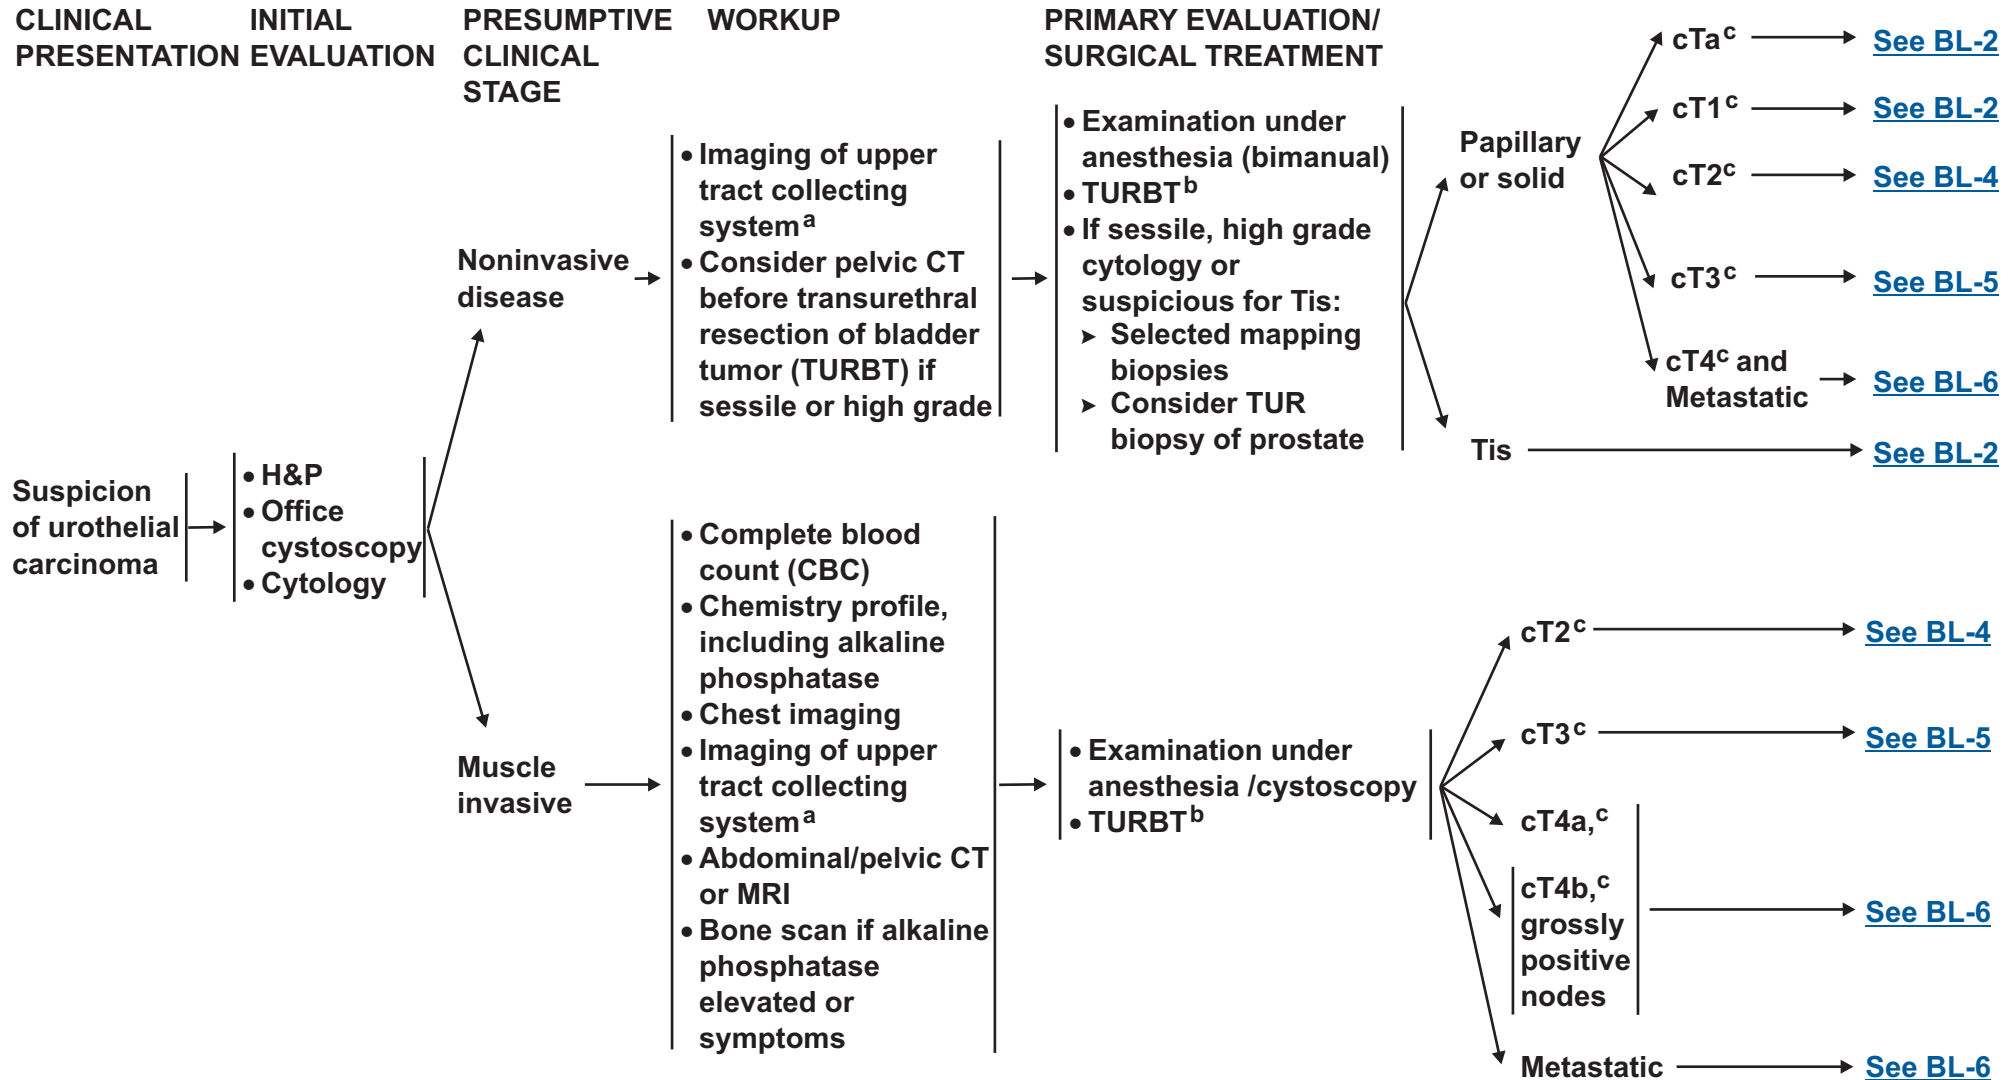 CLINICAL
PRESENTATION
INITIAL
EVALUATION
PRESUMPTIVE
CLINICAL
STAGE
WORKUP
PRIMARY EVALUATION/
SURGICAL TREATMENT
Suspicion
of urothelial
carcinoma
• H&P
• Office
cystoscopy
• Cytology
Noninvasive
disease
• Imaging of upper
tract collecting
system a
• Consider pelvic CT
before transurethral
resection of bladder
tumor (TURBT) if
sessile or high grade
• Examination under
anesthesia (bimanual)
• TURBT b
• If sessile, high grade
cytology or
suspicious for Tis:
➤ Selected mapping
biopsies
➤ Consider TUR
biopsy of prostate
Papillary
or solid
cTa c
See BL-2
cT1 c
See BL-2
cT2 c
See BL-4
cT3 c
See BL-5
cT4 c and
Metastatic
See BL-6
Tis
See BL-2
Muscle
invasive
• Complete blood
count (CBC)
• Chemistry profile,
including alkaline
phosphatase
• Chest imaging
• Imaging of upper
tract collecting
system a
• Abdominal/pelvic CT
or MRI
• Bone scan if alkaline
phosphatase
elevated or
symptoms
• Examination under
anesthesia /cystoscopy
• TURBT b
cT2 c
See BL-4
cT3 c
See BL-5
cT4a, c
cT4b, c
grossly
positive
nodes
See BL-6
Metastatic
See BL-6